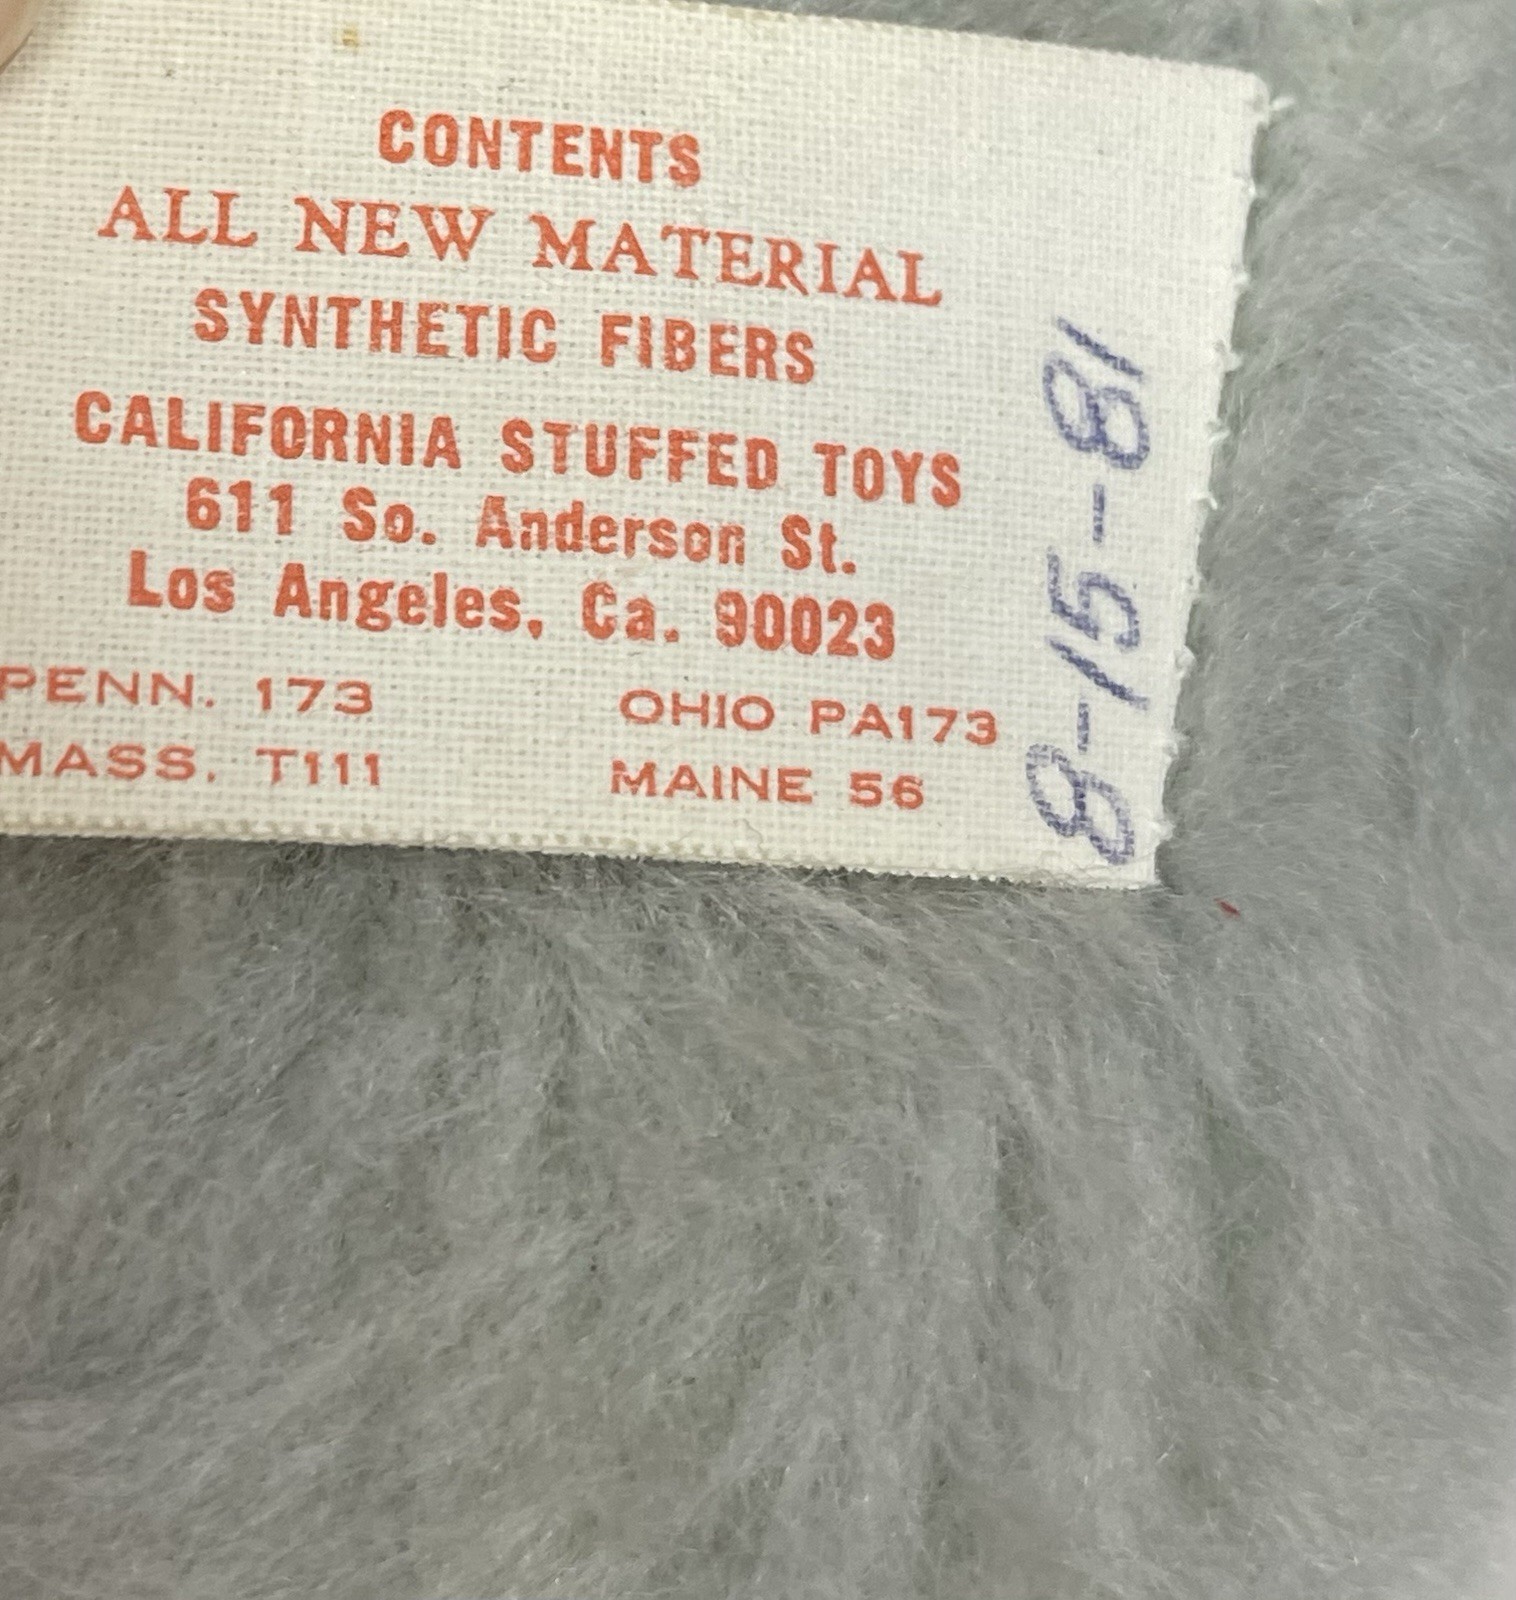 CONTENTS
ALL NEW MATERIAL
SYNTHETIC FIBERS
CALIFORNIA STUFFED TOYS
611 So. Anderson St.
Los Angeles, Ca. 90023
PENN. 173 OHIO PA173
MASS. T111 MAINE 56
8-15-81